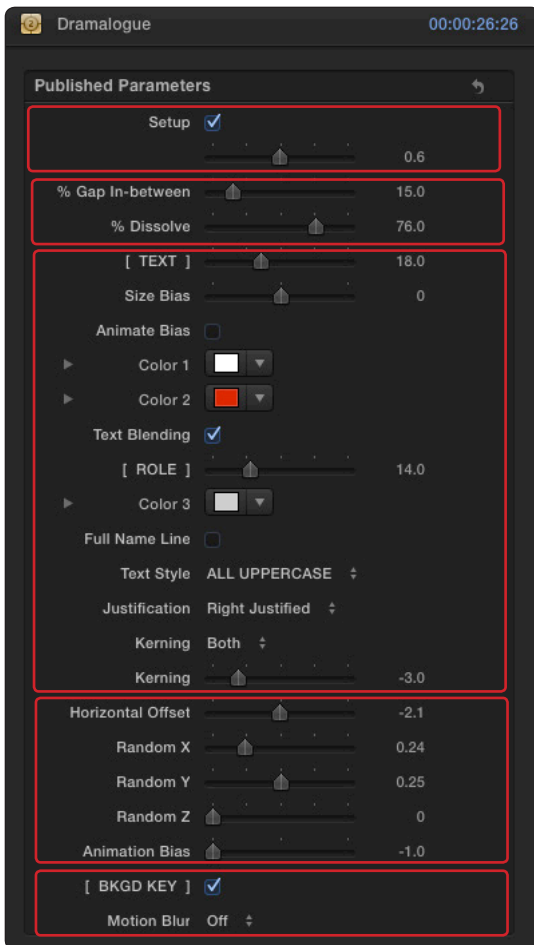 Dramalogue 00:00:26:26
Published Parameters
Setup
0.6
% Gap In-between 15.0
% Dissolve 76.0
[ TEXT ] 18.0
Size Bias 0
Animate Bias
Color 1
Color 2
Text Blending
[ ROLE ] 14.0
Color 3
Full Name Line
Text Style ALL UPPERCASE
Justification Right Justified
Kerning Both
Kerning -3.0
Horizontal Offset -2.1
Random X 0.24
Random Y 0.25
Random Z 0
Animation Bias -1.0
[ BKGD KEY ]
Motion Blur Off